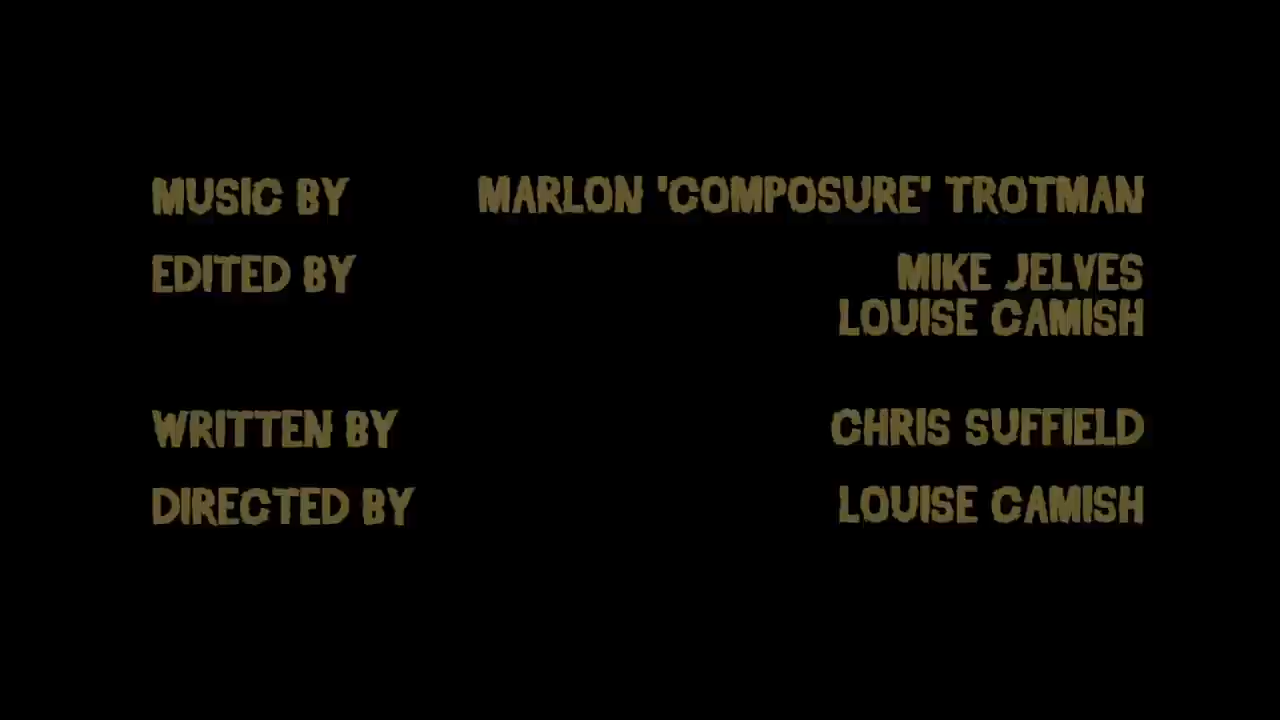 MUSIC BY MARLON 'COMPOSURE' TROTMAN
EDITED BY MIKE JELVES
LOUISE CAMISH
WRITTEN BY CHRIS SUFFIELD
DIRECTED BY LOUISE CAMISH